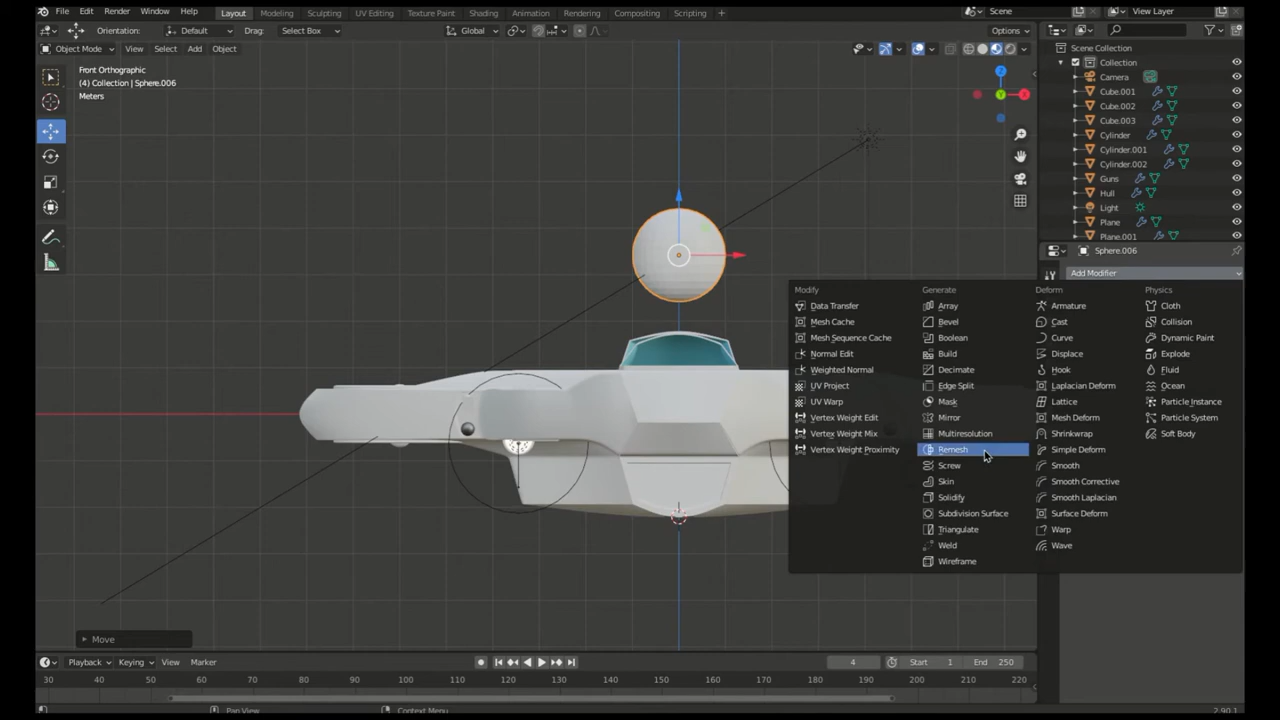 File Edit Render Window Help Layout Modeling Sculpting UV Editing Texture Paint Shading Animation Rendering Compositing Scripting Scene View Layer
Orientation: Default Drag: Select Box Global Options
Object Mode View Select Add Object
Scene Collection
Front Orthographic
(4) Collection | Sphere.006
Meters
Z
Y
X
Collection
Camera
Cube.001
Cube.002
Cube.003
Cylinder
Cylinder.001
Cylinder.002
Guns
Hull
Light
Plane
Plane.001
Sphere.006
Add Modifier
Modify Generate Deform Physics
Data Transfer Array Armature Cloth
Mesh Cache Bevel Cast Collision
Mesh Sequence Cache Boolean Curve Dynamic Paint
Normal Edit Build Displace Explode
Weighted Normal Decimate Hook Fluid
UV Project Edge Split Laplacian Deform Ocean
UV Warp Mask Lattice Particle Instance
Vertex Weight Edit Mirror Mesh Deform Particle System
Vertex Weight Mix Multiresolution Shrinkwrap Soft Body
Vertex Weight Proximity Remesh Simple Deform
Screw Smooth
Skin Smooth Corrective
Solidify Smooth Laplacian
Subdivision Surface Surface Deform
Triangulate Warp
Weld Wave
Wireframe
Move
Playback Keying View Marker 4 Start 1 End 250
30 40 50 60 70 80 90 100 110 120 130 140 150 160 170 180 190 200 210 220
Pan View Context Menu 2.90.1